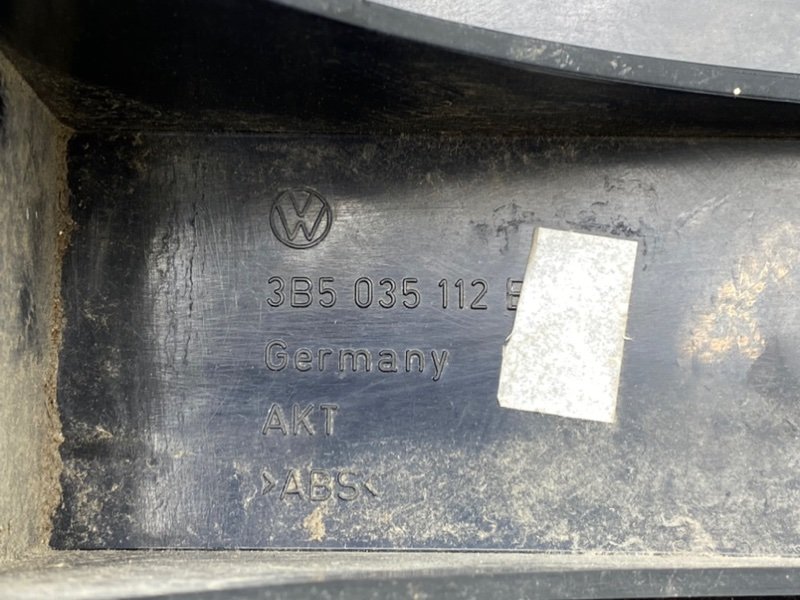 3B5 035 112
Germany
AKT
>ABS<